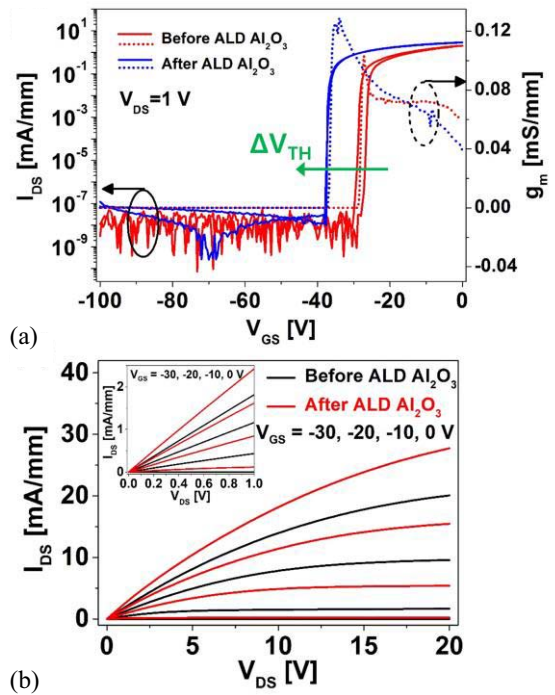 10¹
10⁻¹
10⁻³
10⁻⁵
10⁻⁷
10⁻⁹
I_DS [mA/mm]
Before ALD Al₂O₃
After ALD Al₂O₃
V_DS=1 V
ΔV_TH
0.12
0.08
0.04
0.00
-0.04
g_m [mS/mm]
-100 -80 -60 -40 -20 0
V_GS [V]
(a)
40
30
20
10
0
I_DS [mA/mm]
V_GS = -30, -20, -10, 0 V
2
1
0
I_DS [mA/mm]
0.0 0.2 0.4 0.6 0.8 1.0
V_DS [V]
Before ALD Al₂O₃
After ALD Al₂O₃
V_GS = -30, -20, -10, 0 V
0 5 10 15 20
V_DS [V]
(b)